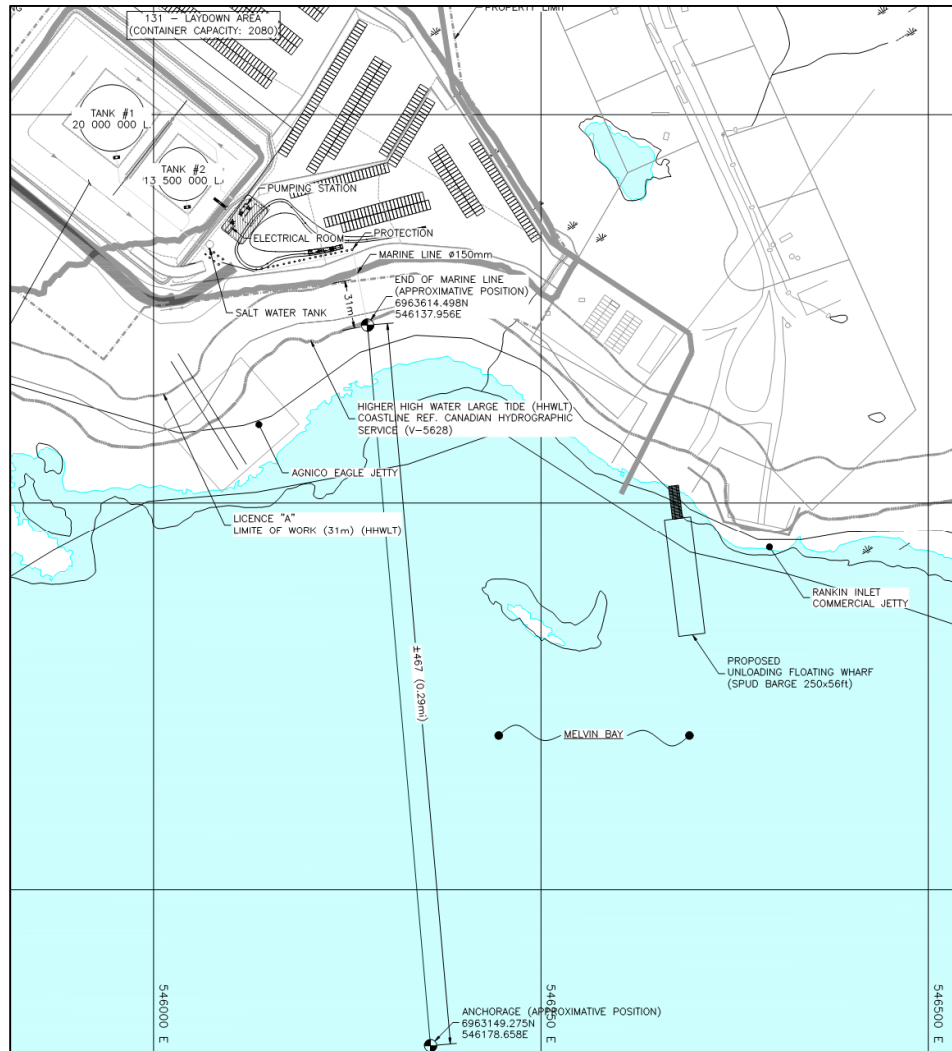 131 – LAYDOWN AREA
(CONTAINER CAPACITY: 2080)
PROPERTY LIMIT
TANK #1
20 000 000 L
TANK #2
13 500 000 L
PUMPING STATION
ELECTRICAL ROOM
PROTECTION
MARINE LINE ø150mm
END OF MARINE LINE
(APPROXIMATIVE POSITION)
6963614.498N
546137.956E
31m
SALT WATER TANK
HIGHER HIGH WATER LARGE TIDE (HHWLT)
COASTLINE REF. CANADIAN HYDROGRAPHIC
SERVICE (V-5628)
AGNICO EAGLE JETTY
LICENCE "A"
LIMITE OF WORK (31m) (HHWLT)
RANKIN INLET
COMMERCIAL JETTY
PROPOSED
UNLOADING FLOATING WHARF
(SPUD BARGE 250x56ft)
±467 (0.29mi)
MELVIN BAY
546000 E
546250 E
546500 E
ANCHORAGE (APPROXIMATIVE POSITION)
6963149.275N
546178.658E